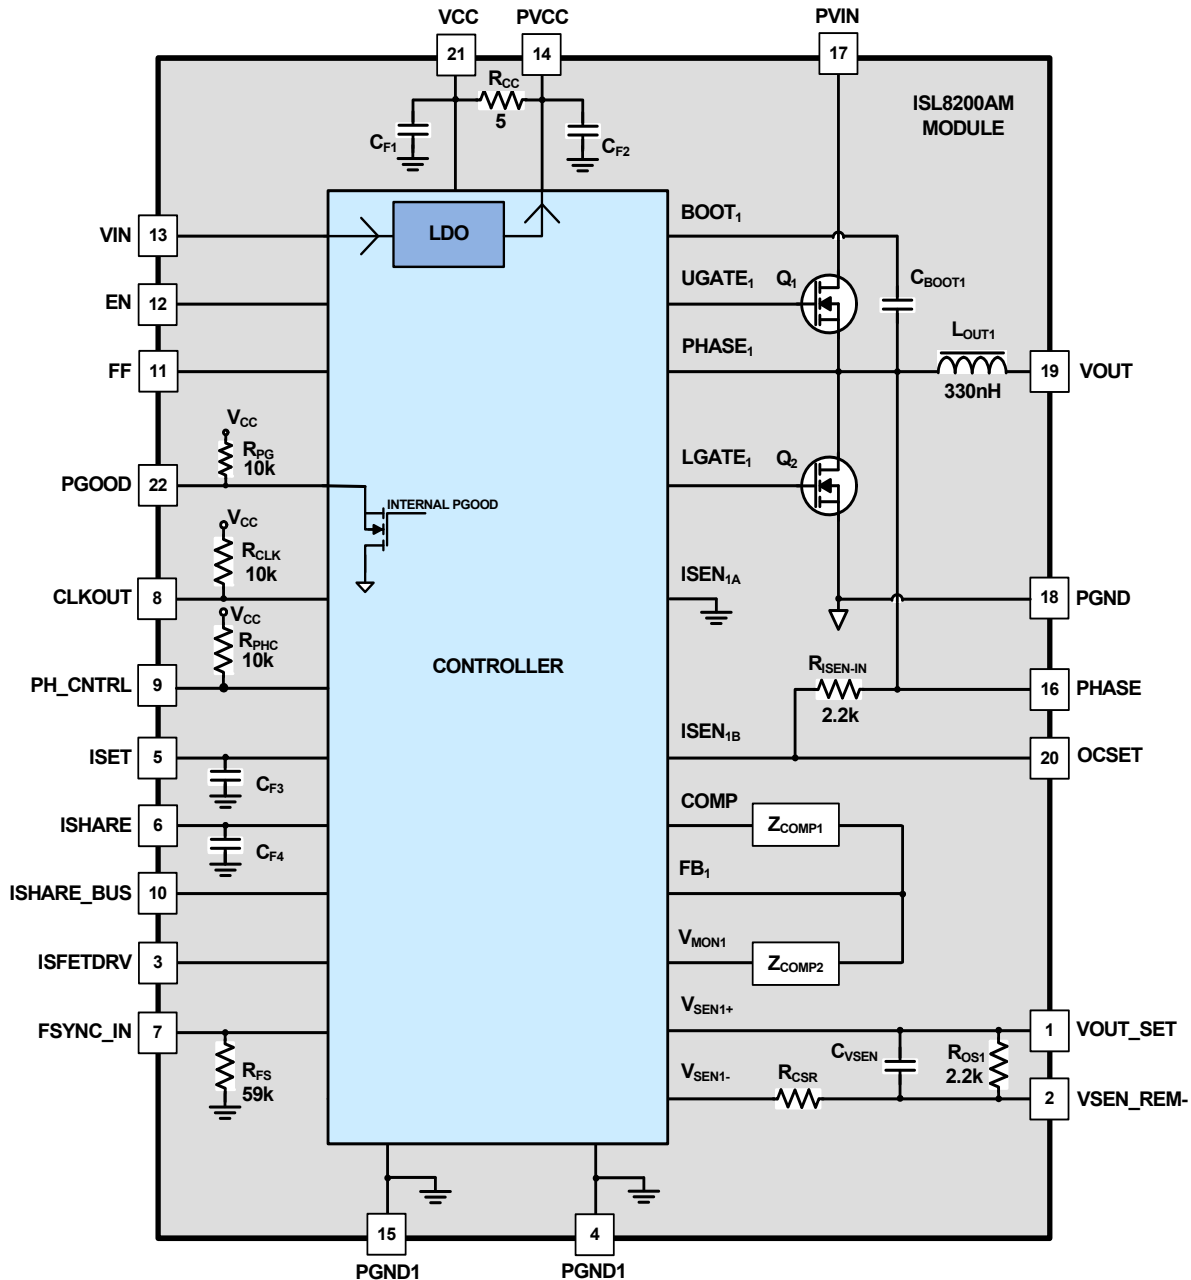 VCC PVCC PVIN
21 14 17
ISL8200AM
MODULE
RCC
5
CF1
CF2
VIN 13
LDO
BOOT1
EN 12
UGATE1 Q1
CBOOT1
FF 11
PHASE1
LOUT1
330nH
19 VOUT
VCC
RPG
10k
PGOOD 22
INTERNAL PGOOD
LGATE1 Q2
VCC
RCLK
10k
CLKOUT 8
ISEN1A
18 PGND
VCC
RPHC
10k
PH_CNTRL 9
CONTROLLER
RISEN-IN
2.2k
16 PHASE
ISET 5
CF3
ISEN1B
20 OCSET
ISHARE 6
CF4
COMP
ZCOMP1
ISHARE_BUS 10
FB1
ISFETDRV 3
VMON1
ZCOMP2
FSYNC_IN 7
RFS
59k
VSEN1+
1 VOUT_SET
CVSEN
ROS1
2.2k
VSEN1-
RCSR
2 VSEN_REM-
15 4
PGND1 PGND1